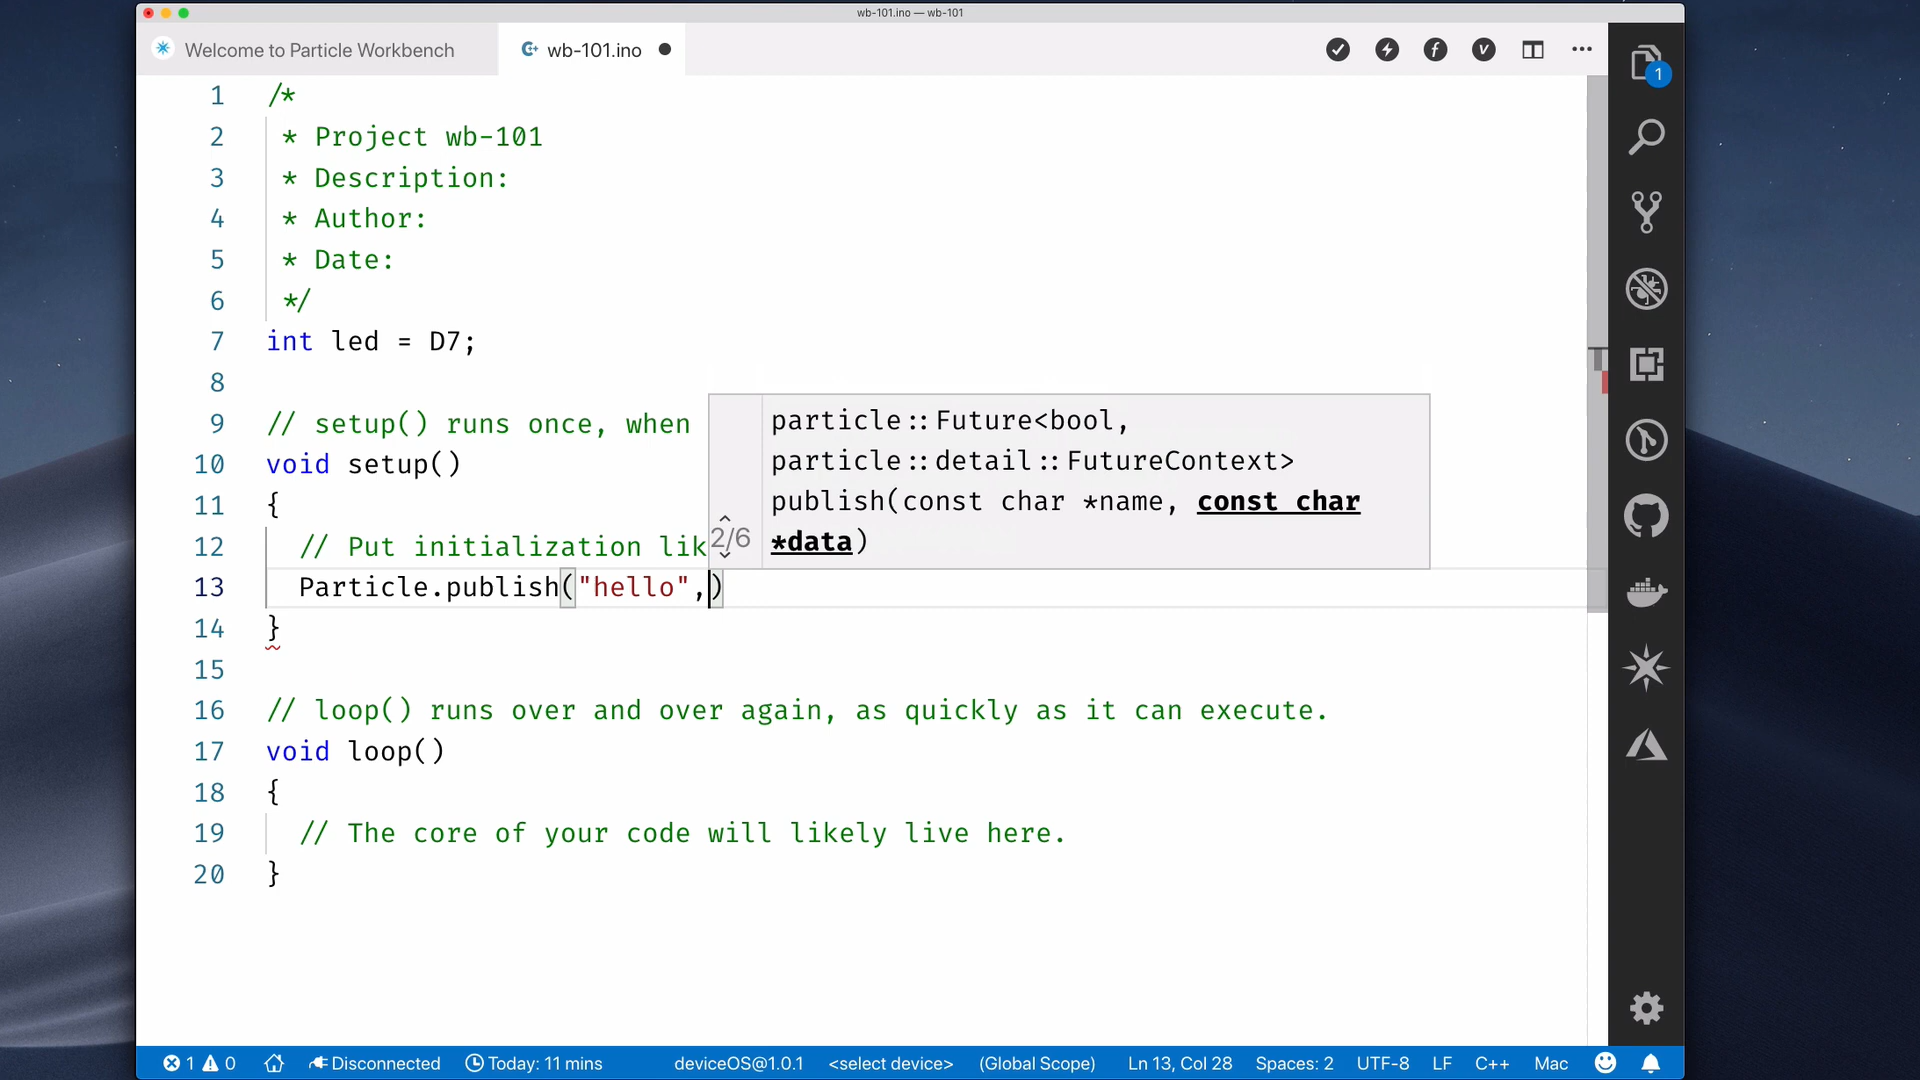 wb-101.ino — wb-101
Welcome to Particle Workbench
wb-101.ino
1
1 /*
2 * Project wb-101
3 * Description:
4 * Author:
5 * Date:
6 */
7 int led = D7;
8
9 // setup() runs once, when
10 void setup()
11 {
12 // Put initialization lik
13 Particle.publish("hello",)
14 }
15
16 // loop() runs over and over again, as quickly as it can execute.
17 void loop()
18 {
19 // The core of your code will likely live here.
20 }
2/6
particle::Future<bool,
particle::detail::FutureContext>
publish(const char *name, const char
*data)
1 0 Disconnected Today: 11 mins deviceOS@1.0.1 <select device> (Global Scope) Ln 13, Col 28 Spaces: 2 UTF-8 LF C++ Mac